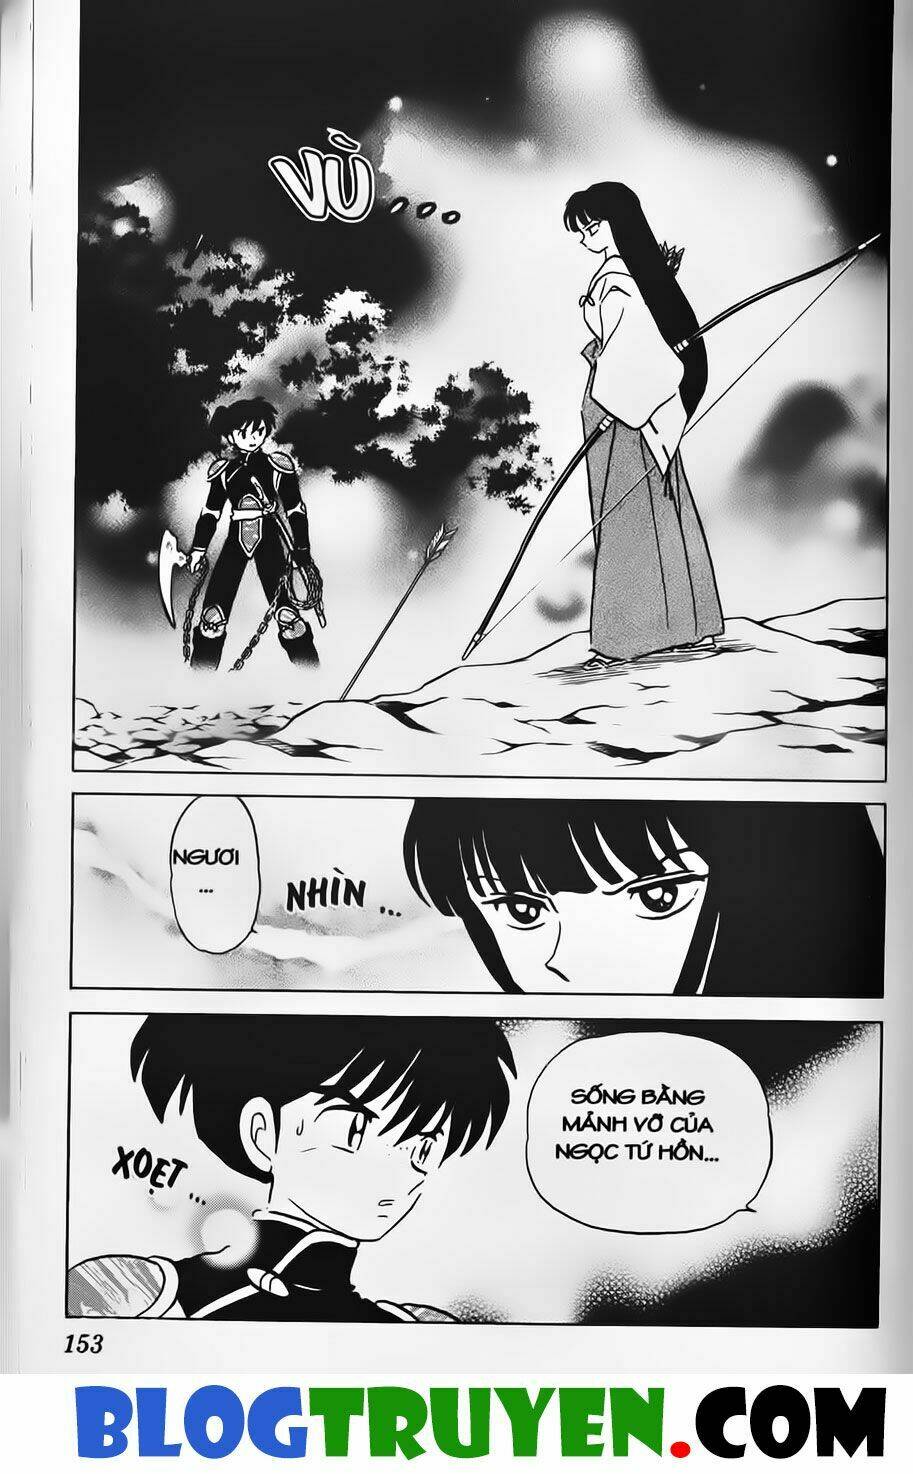 VÙ...
NGƯƠI
...
NHÌN ...
SỐNG BẰNG
MẢNH VỠ CỦA
NGỌC TỨ HỒN...
XOẸT ...
153
BLOGTRUYEN.COM